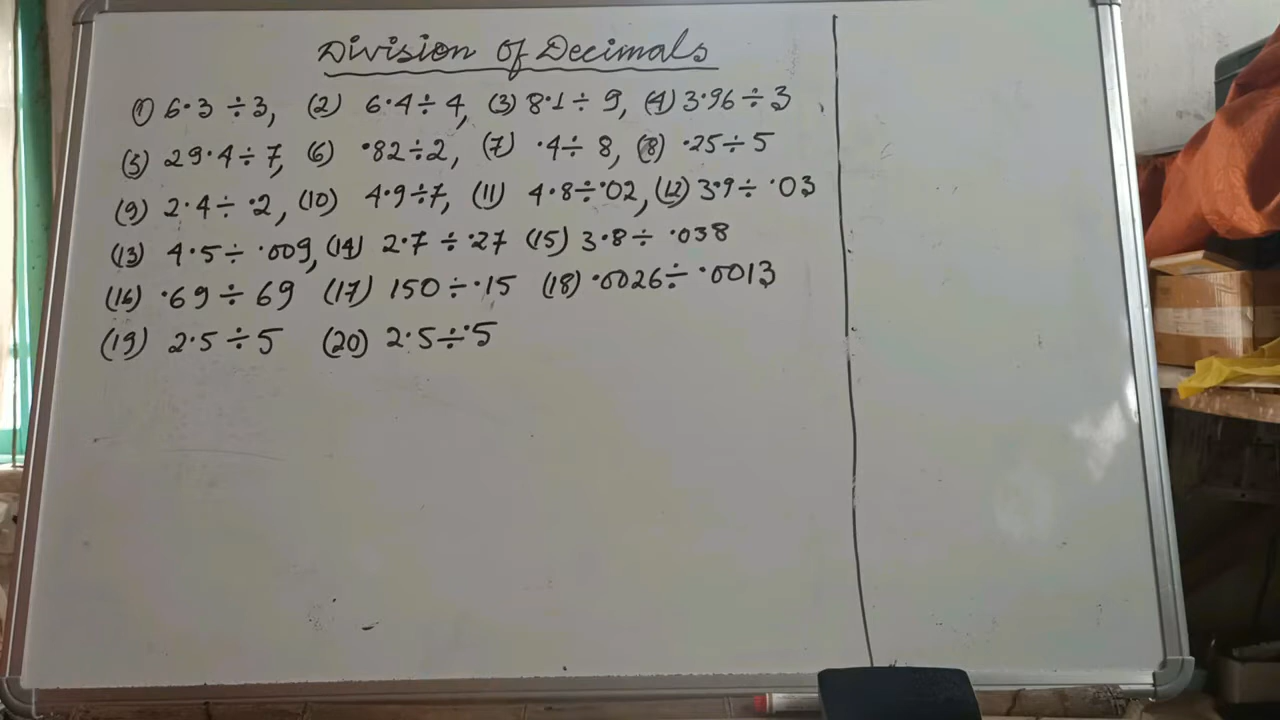 Division of Decimals
(1) 6·3 ÷ 3, (2) 6·4 ÷ 4, (3) 8·1 ÷ 9, (4) 3·96 ÷ 3
(5) 29·4 ÷ 7, (6) ·82 ÷ 2, (7) ·4 ÷ 8, (8) ·25 ÷ 5
(9) 2·4 ÷ ·2, (10) 4·9 ÷ 7, (11) 4·8 ÷ ·02, (12) 3·9 ÷ ·03
(13) 4·5 ÷ ·009, (14) 2·7 ÷ ·27 (15) 3·8 ÷ ·038
(16) ·69 ÷ 69 (17) 150 ÷ ·15 (18) ·0026 ÷ ·0013
(19) 2·5 ÷ 5 (20) 2·5 ÷ ·5